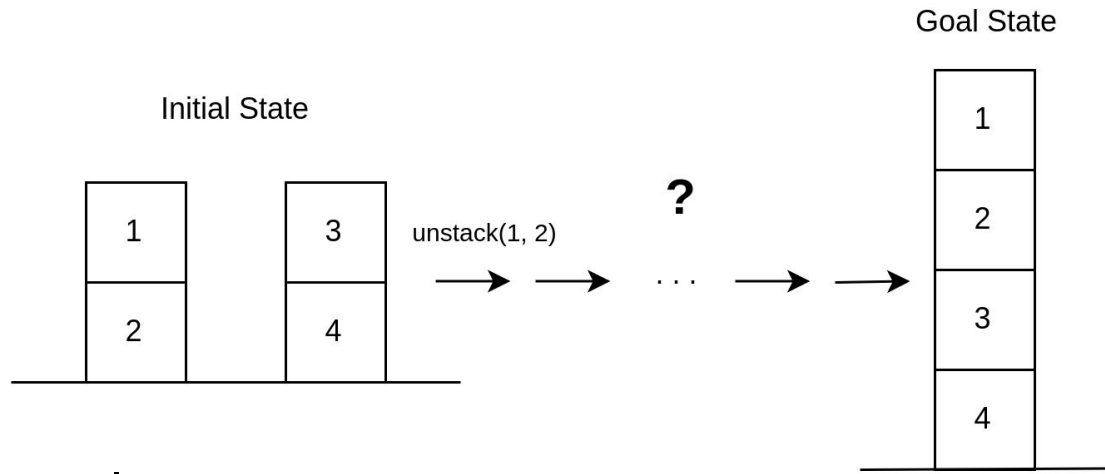 Goal State
Initial State
1
2
3
4
unstack(1, 2)
?
. . .
1
2
3
4